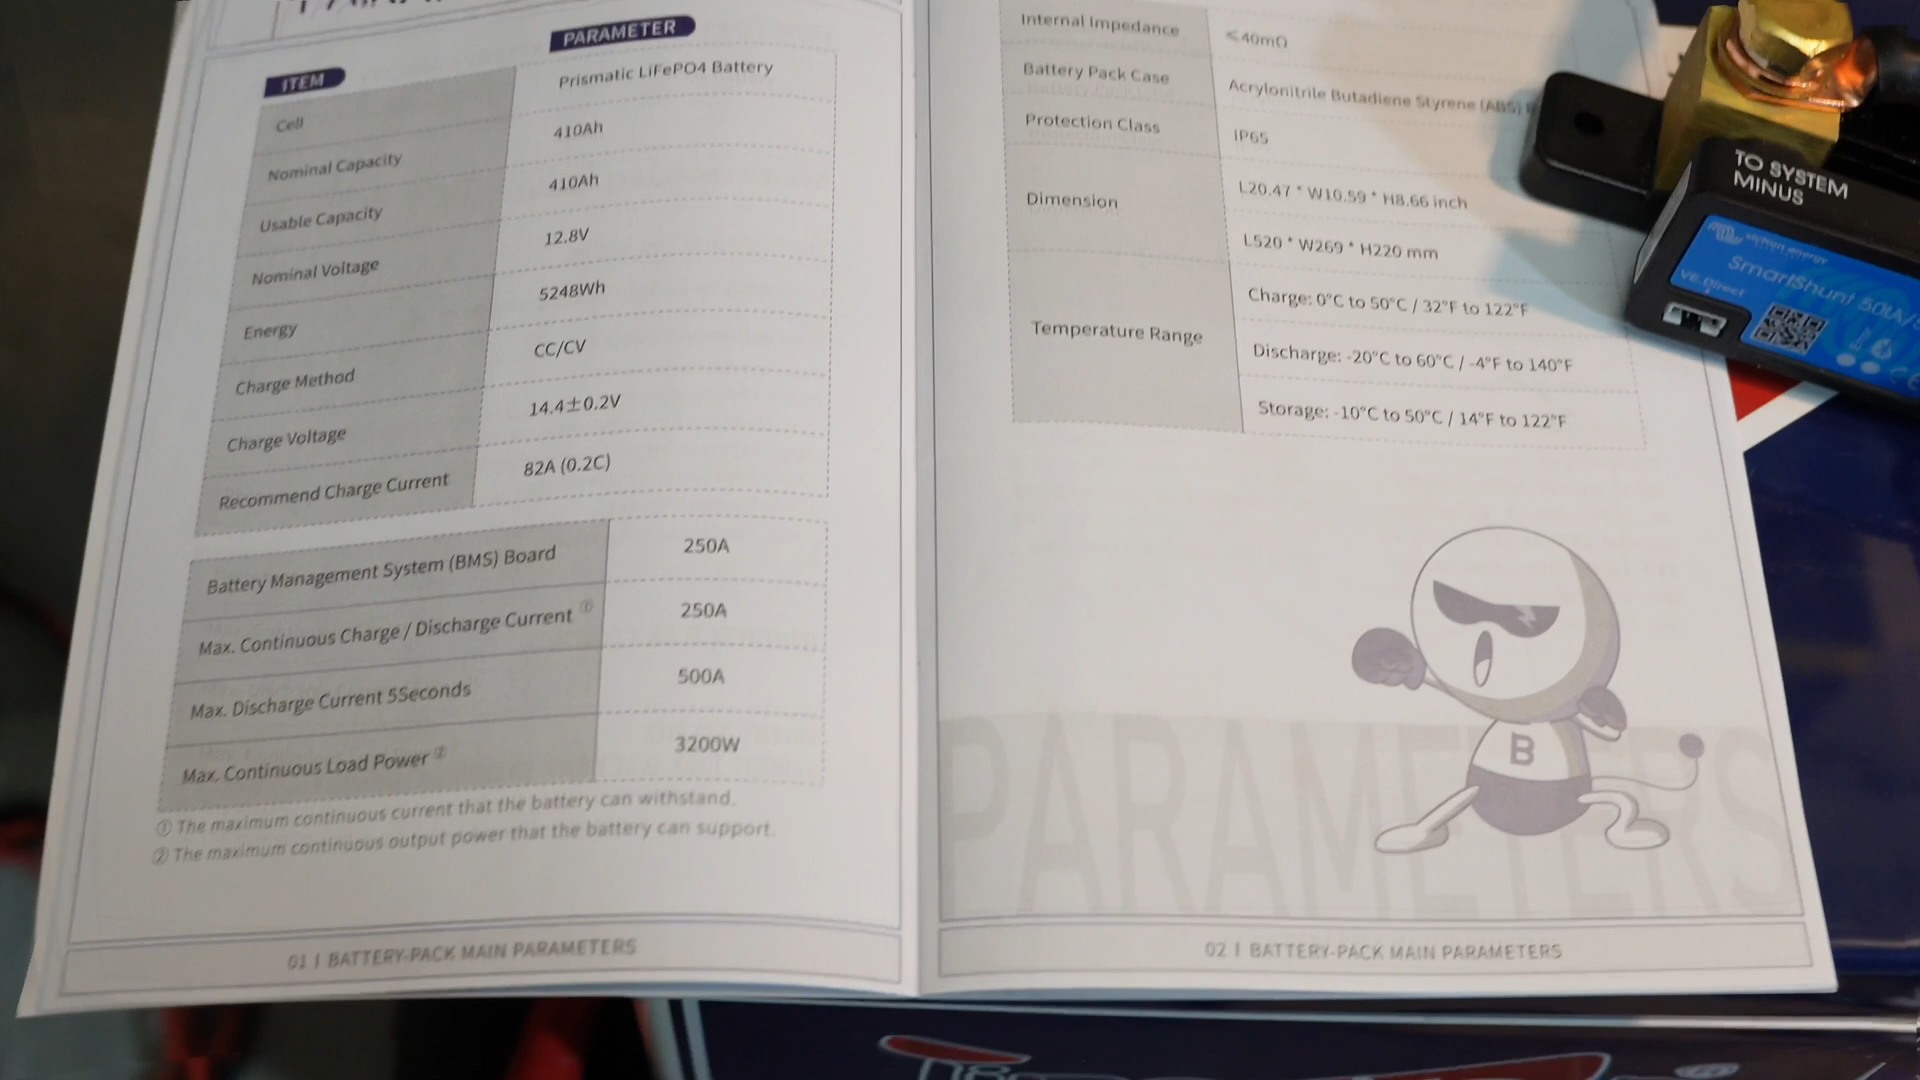 PARAMETER
ITEM
Cell
Prismatic LiFePO4 Battery
Nominal Capacity
410Ah
Usable Capacity
410Ah
Nominal Voltage
12.8V
Energy
5248Wh
Charge Method
CC/CV
Charge Voltage
14.4±0.2V
Recommend Charge Current
82A (0.2C)
Battery Management System (BMS) Board
250A
Max. Continuous Charge / Discharge Current ①
250A
Max. Discharge Current 5Seconds
500A
Max. Continuous Load Power ②
3200W
① The maximum continuous current that the battery can withstand.
② The maximum continuous output power that the battery can support.
01 I BATTERY-PACK MAIN PARAMETERS
Internal Impedance
≤40mΩ
Battery Pack Case
Acrylonitrile Butadiene Styrene (ABS)
Protection Class
IP65
Dimension
L20.47 * W10.59 * H8.66 inch
L520 * W269 * H220 mm
Temperature Range
Charge: 0°C to 50°C / 32°F to 122°F
Discharge: -20°C to 60°C / -4°F to 140°F
Storage: -10°C to 50°C / 14°F to 122°F
B
PARAMETERS
02 I BATTERY-PACK MAIN PARAMETERS
TO SYSTEM
MINUS
victron energy
SmartShunt
VE.Direct